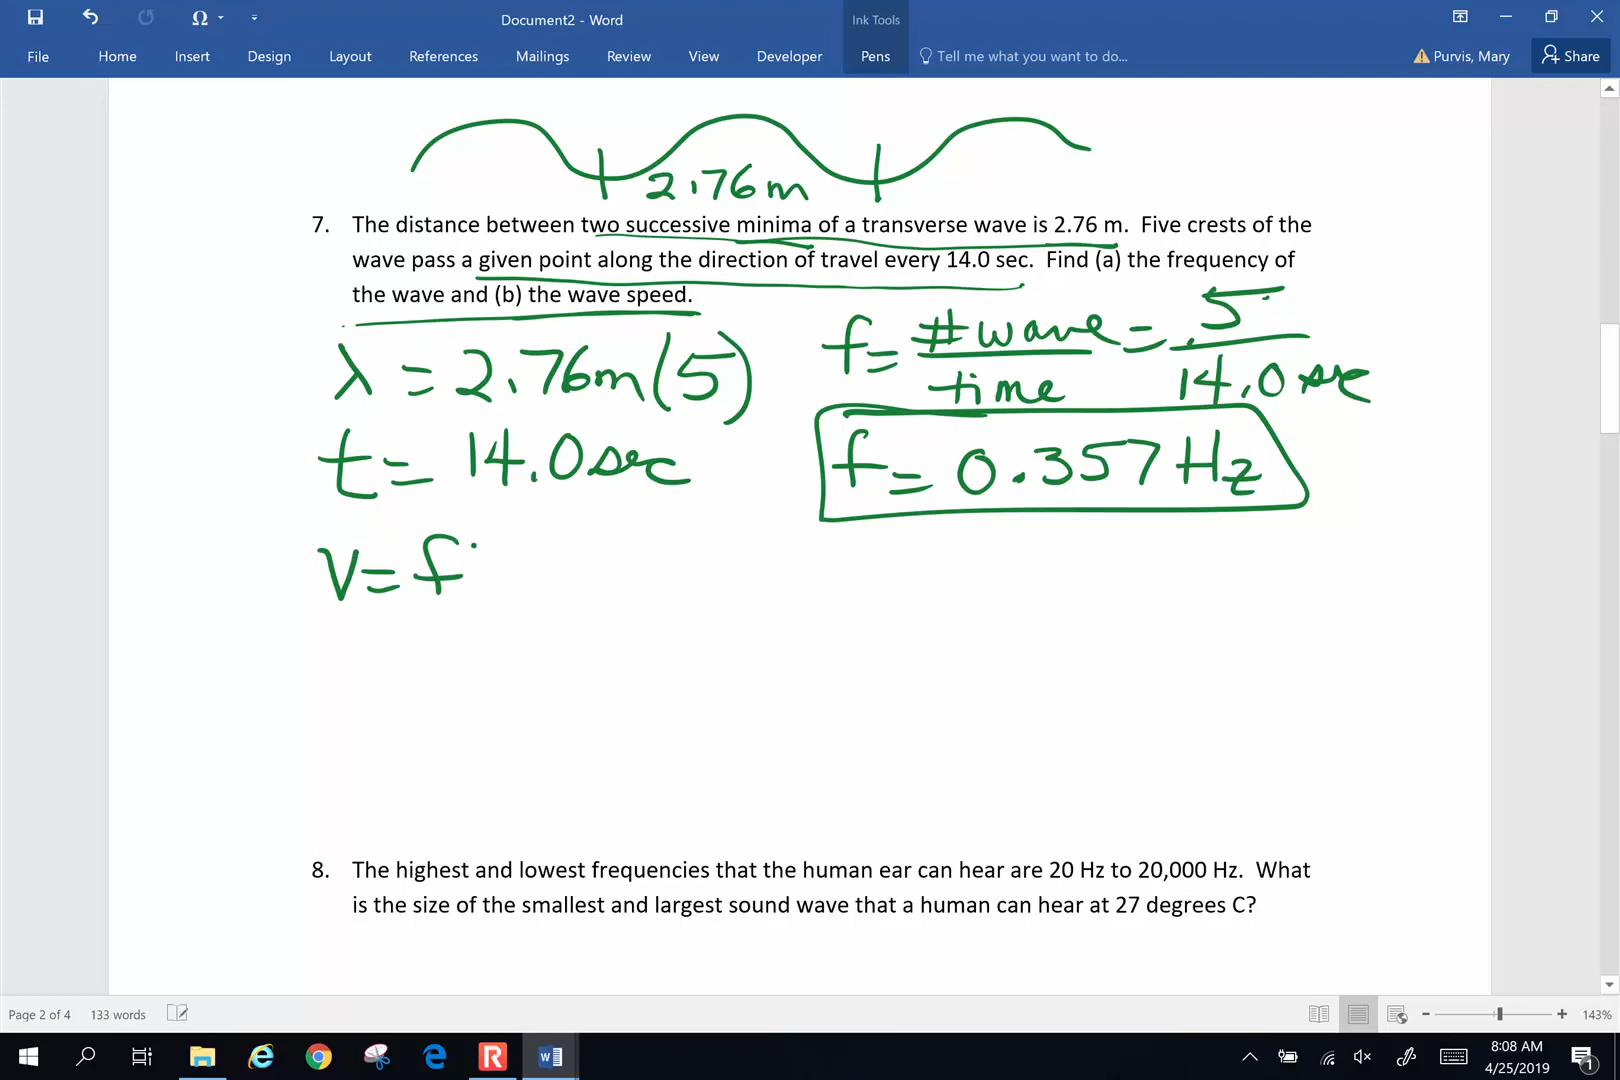 Document2 - Word
Ink Tools
File Home Insert Design Layout References Mailings Review View Developer Pens Tell me what you want to do... Purvis, Mary Share
2.76 m
7. The distance between two successive minima of a transverse wave is 2.76 m. Five crests of the
wave pass a given point along the direction of travel every 14.0 sec. Find (a) the frequency of
the wave and (b) the wave speed.
λ = 2.76m (5)
f = # wave / time = 5 / 14.0 sec
t = 14.0 sec
f = 0.357 Hz
V = f
8. The highest and lowest frequencies that the human ear can hear are 20 Hz to 20,000 Hz. What
is the size of the smallest and largest sound wave that a human can hear at 27 degrees C?
Page 2 of 4 133 words
143%
8:08 AM
4/25/2019